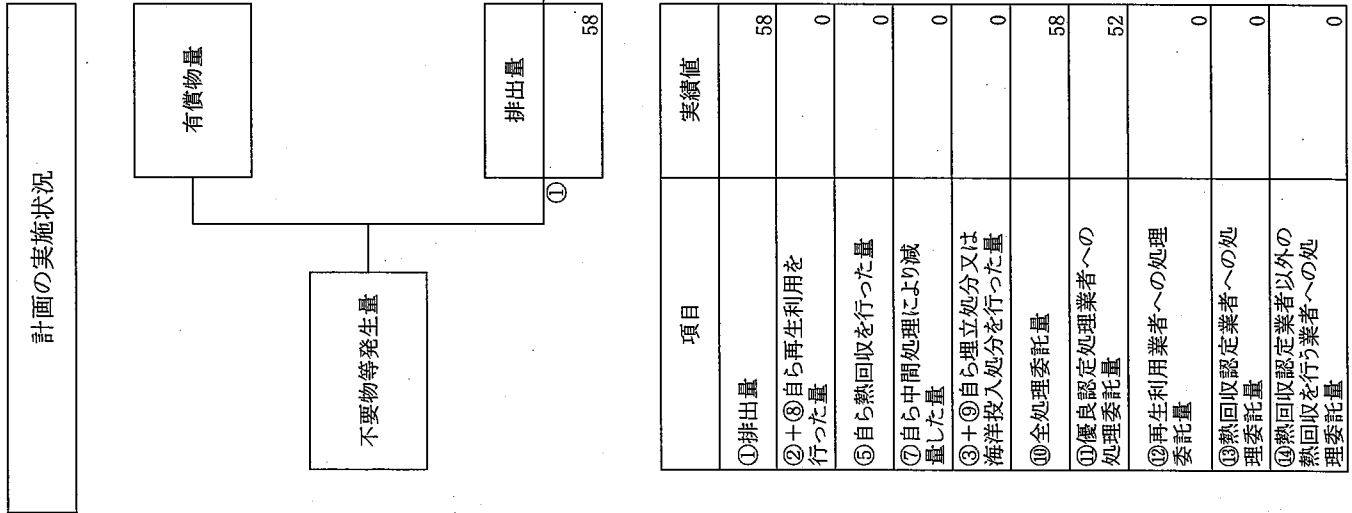 計画の実施状況
不要物等発生量
有償物量
①
排出量
58
項目
実績値
①排出量
58
②+⑧自ら再生利用を
行った量
0
⑤自ら熱回収を行った量
0
⑦自ら中間処理により減
量した量
0
③+⑨自ら埋立処分又は
海洋投入処分を行った量
0
⑩全処理委託量
58
⑪優良認定処理業者への
処理委託量
52
⑫再生利用業者への処理
委託量
0
⑬熱回収認定業者への処
理委託量
0
⑭熱回収認定業者以外の
熱回収を行う業者への処
理委託量
0